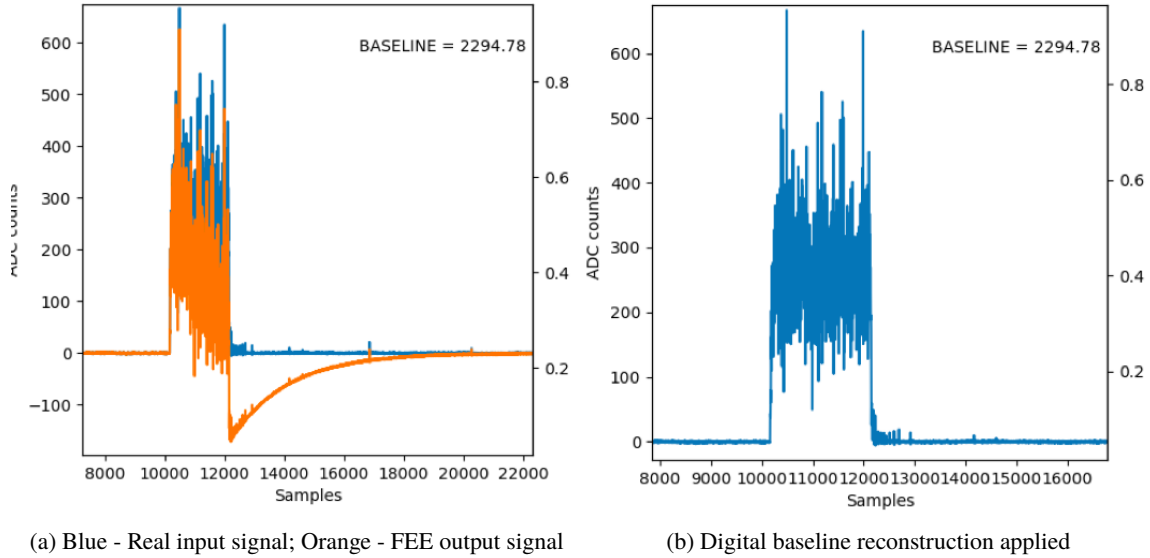 BASELINE = 2294.78
600
500
400
300
200
100
0
−100
0.8
0.6
0.4
0.2
ADC counts
8000 10000 12000 14000 16000 18000 20000 22000
Samples
(a) Blue - Real input signal; Orange - FEE output signal
BASELINE = 2294.78
600
500
400
300
200
100
0
0.8
0.6
0.4
0.2
ADC counts
8000 9000 10000 11000 12000 13000 14000 15000 16000
Samples
(b) Digital baseline reconstruction applied